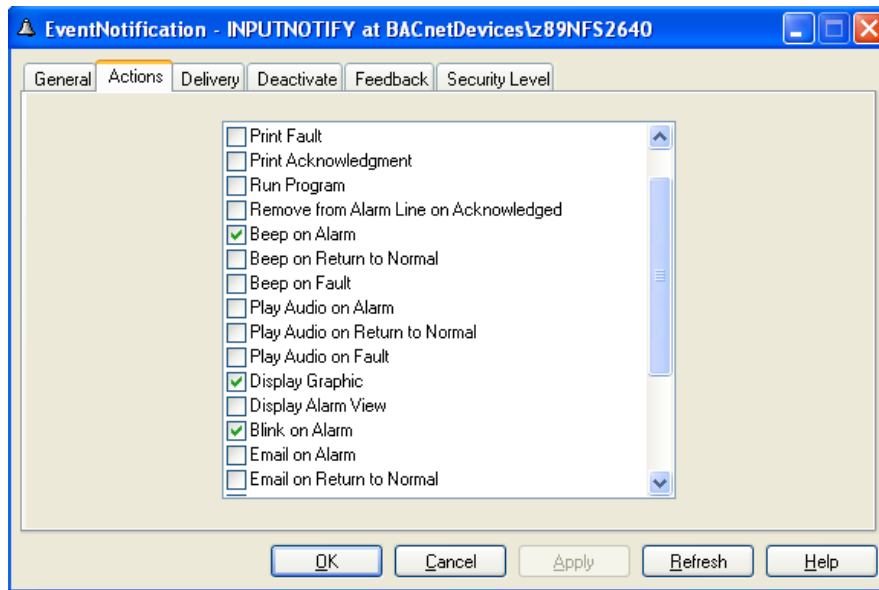 EventNotification - INPUTNOTIFY at BACnetDevices\z89NFS2640
General Actions Delivery Deactivate Feedback Security Level
Print Fault
Print Acknowledgment
Run Program
Remove from Alarm Line on Acknowledged
Beep on Alarm
Beep on Return to Normal
Beep on Fault
Play Audio on Alarm
Play Audio on Return to Normal
Play Audio on Fault
Display Graphic
Display Alarm View
Blink on Alarm
Email on Alarm
Email on Return to Normal
OK Cancel Apply Refresh Help